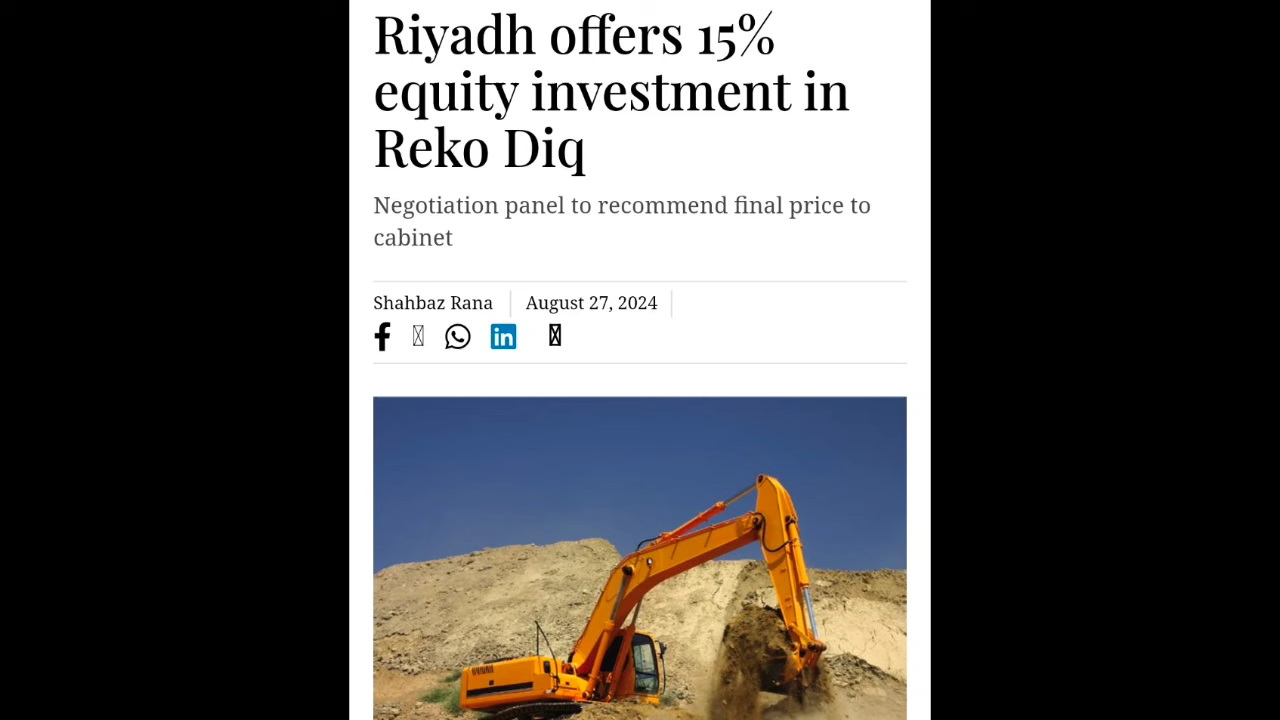 Riyadh offers 15%
equity investment in
Reko Diq
Negotiation panel to recommend final price to
cabinet
Shahbaz Rana
August 27, 2024
in